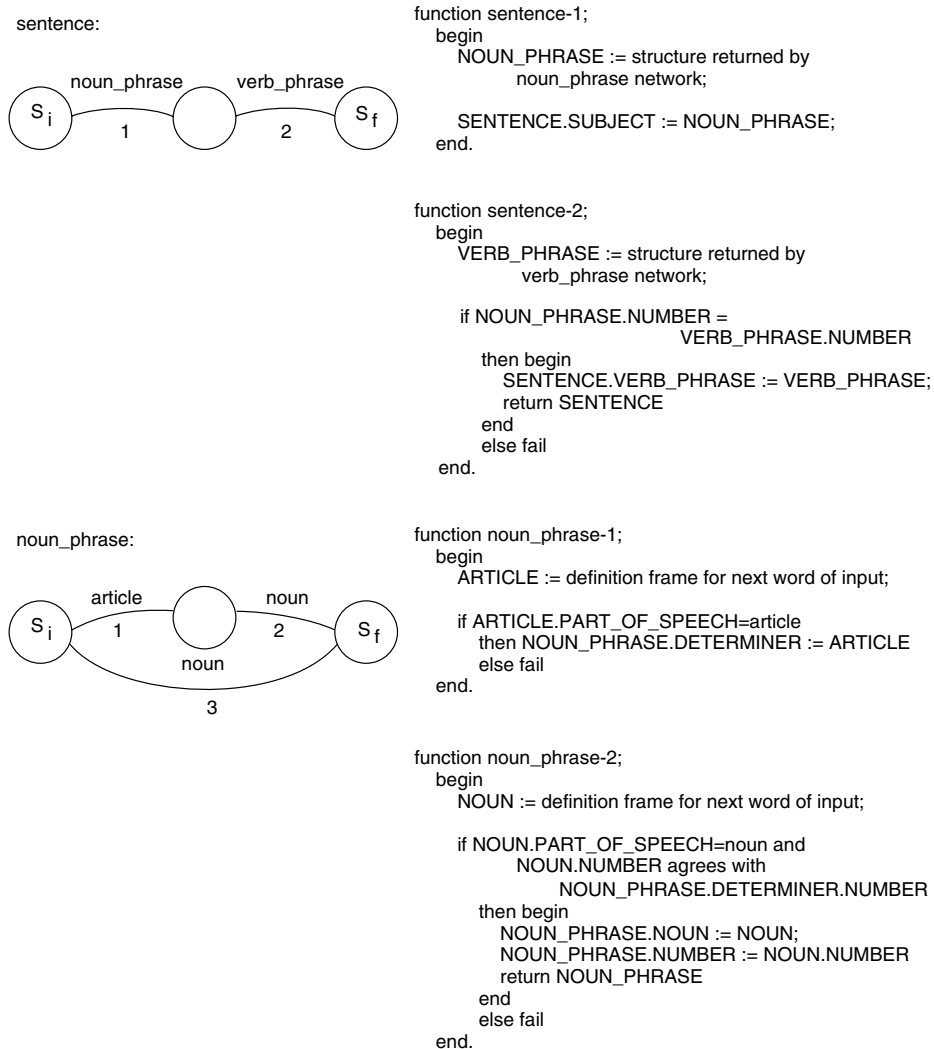 sentence:
noun_phrase verb_phrase
S i S f
1 2
function sentence-1;
begin
NOUN_PHRASE := structure returned by
noun_phrase network;
SENTENCE.SUBJECT := NOUN_PHRASE;
end.
function sentence-2;
begin
VERB_PHRASE := structure returned by
verb_phrase network;
if NOUN_PHRASE.NUMBER =
VERB_PHRASE.NUMBER
then begin
SENTENCE.VERB_PHRASE := VERB_PHRASE;
return SENTENCE
end
else fail
end.
noun_phrase:
article noun
S i S f
1 2
noun
3
function noun_phrase-1;
begin
ARTICLE := definition frame for next word of input;
if ARTICLE.PART_OF_SPEECH=article
then NOUN_PHRASE.DETERMINER := ARTICLE
else fail
end.
function noun_phrase-2;
begin
NOUN := definition frame for next word of input;
if NOUN.PART_OF_SPEECH=noun and
NOUN.NUMBER agrees with
NOUN_PHRASE.DETERMINER.NUMBER
then begin
NOUN_PHRASE.NOUN := NOUN;
NOUN_PHRASE.NUMBER := NOUN.NUMBER
return NOUN_PHRASE
end
else fail
end.